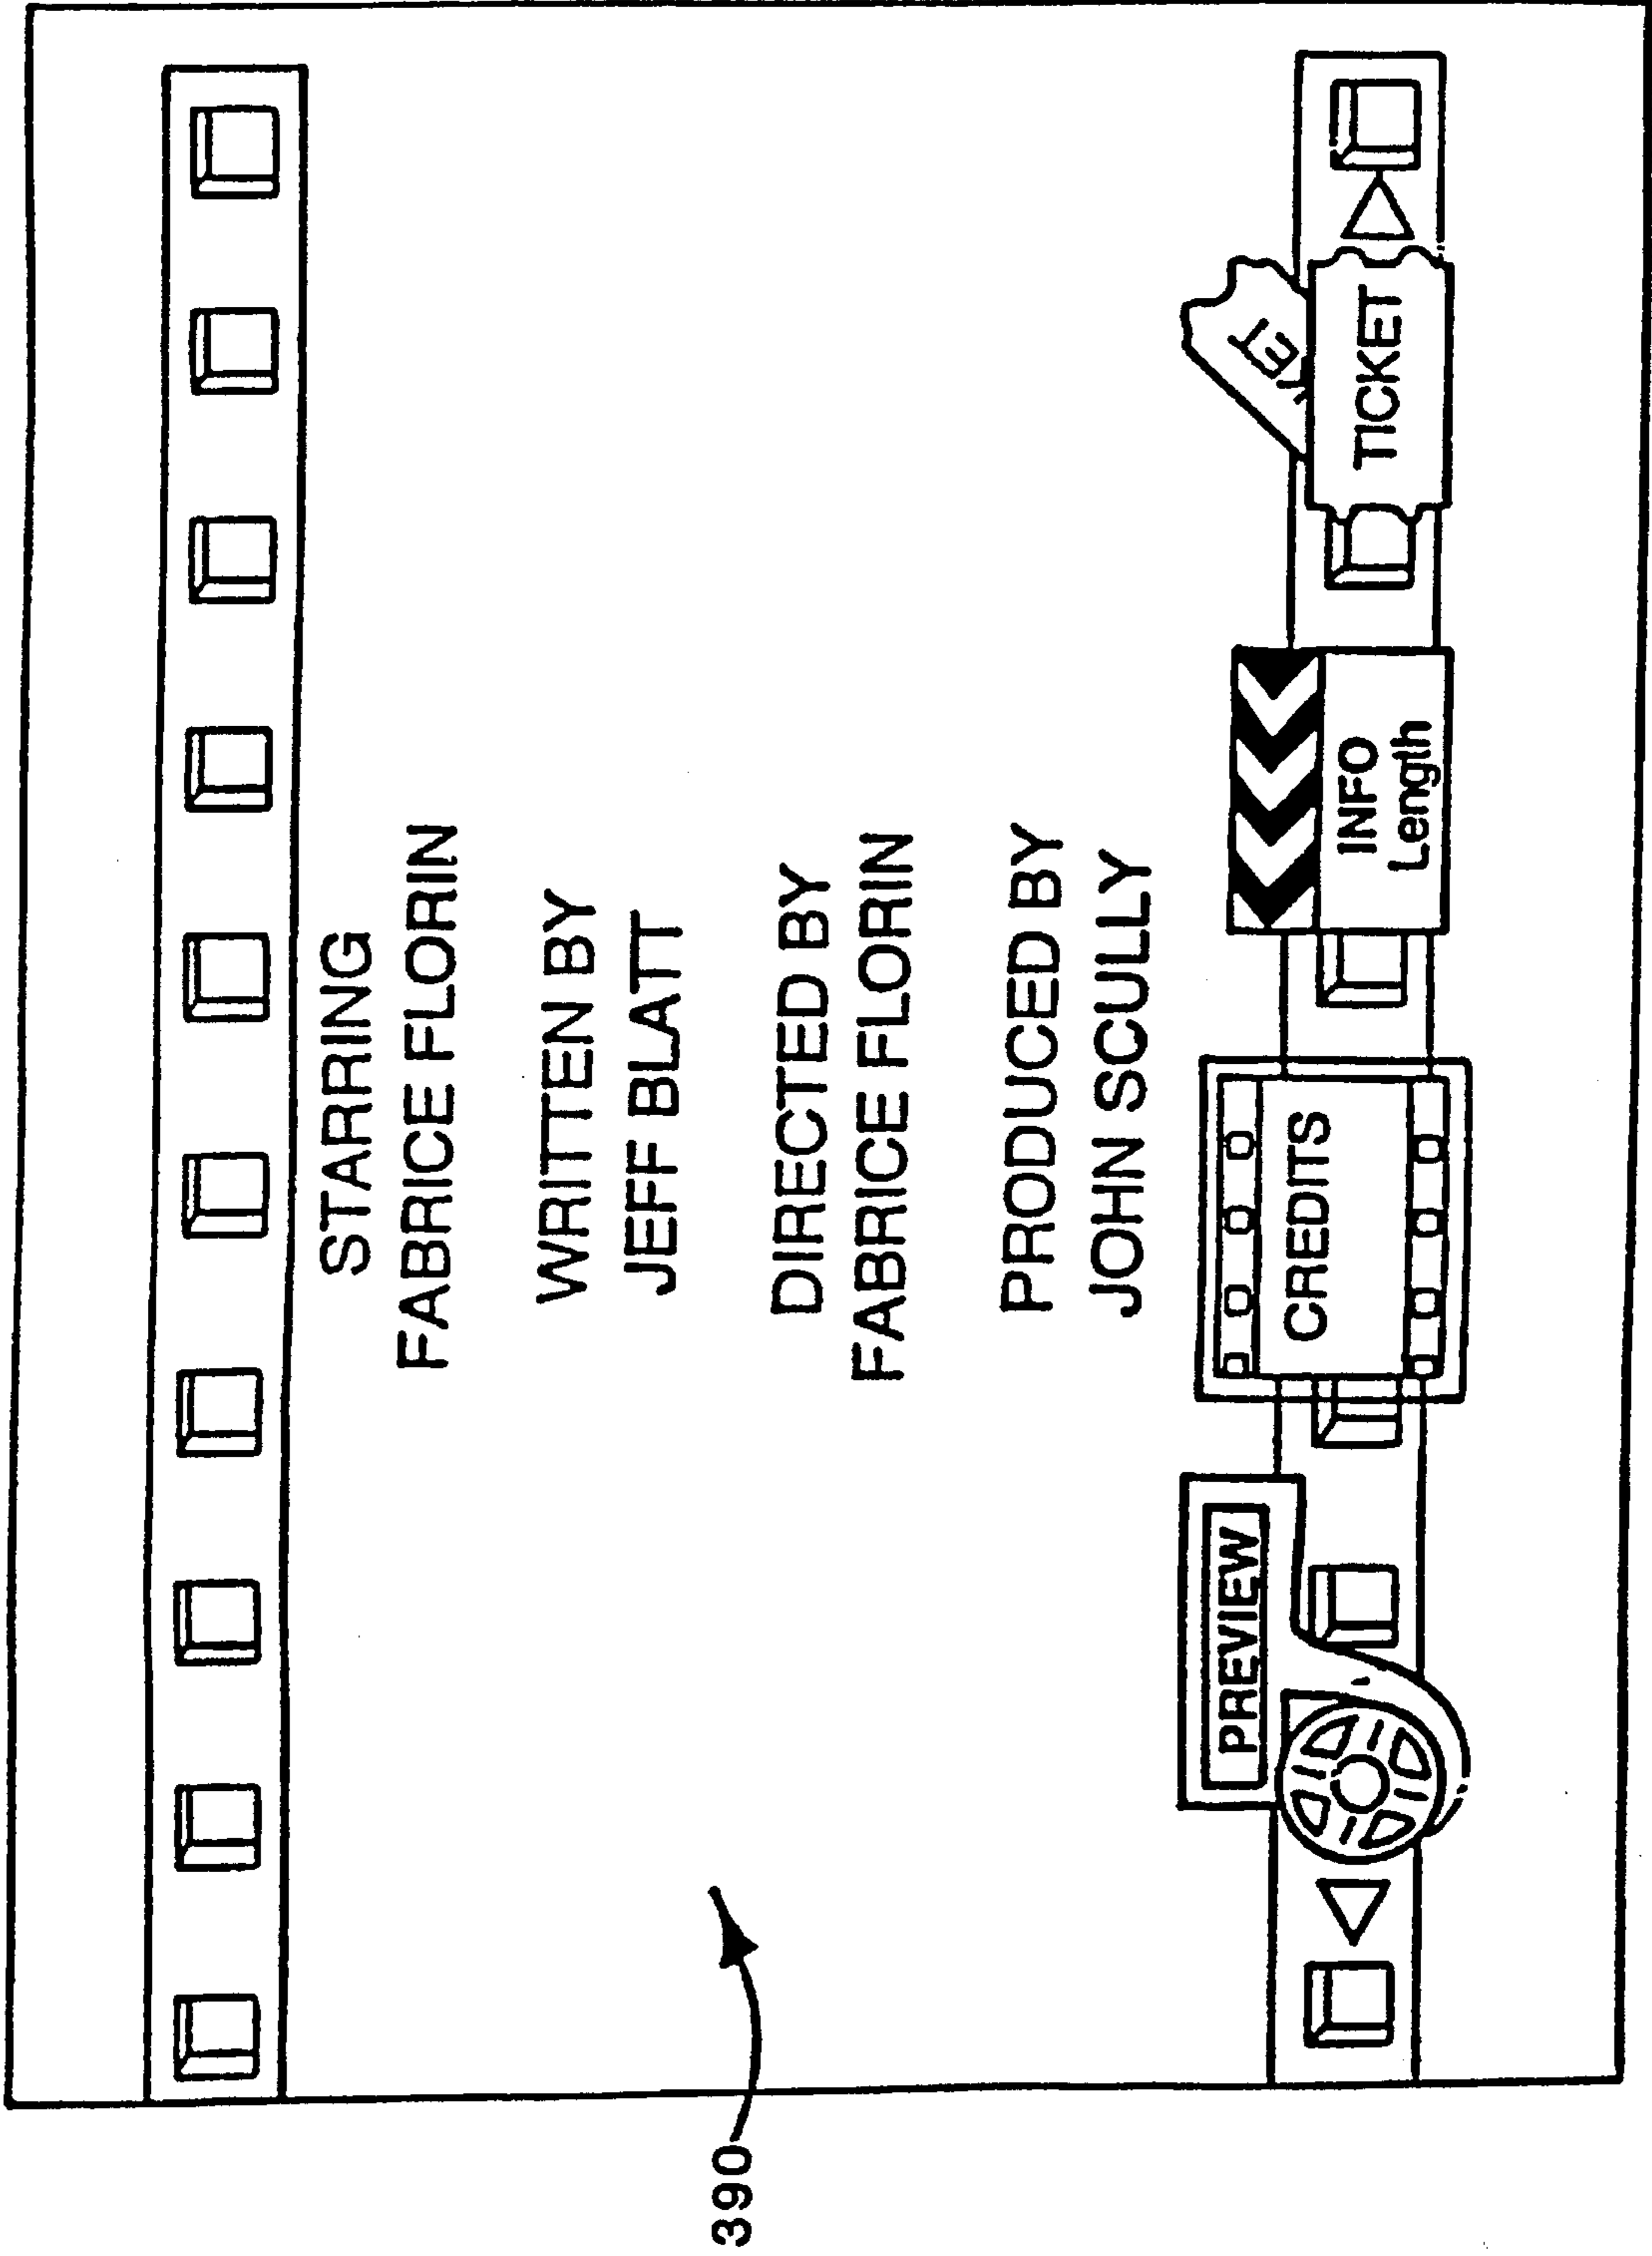 STARRING
FABRICE FLORIN
WRITTEN BY
JEFF BLATT
DIRECTED BY
FABRICE FLORIN
PRODUCED BY
JOHN SCULLY
PREVIEW
CREDITS
INFO
Length
TICKET
390